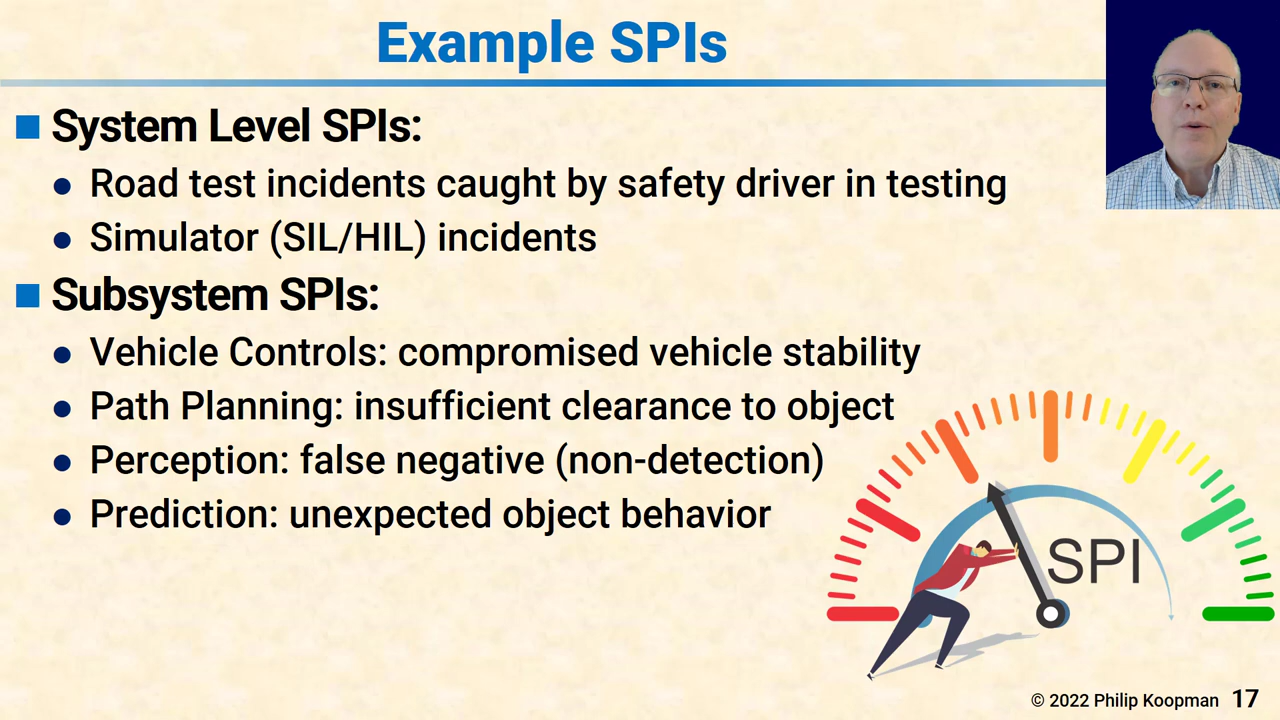 Example SPIs
■ System Level SPIs:
● Road test incidents caught by safety driver in testing
● Simulator (SIL/HIL) incidents
■ Subsystem SPIs:
● Vehicle Controls: compromised vehicle stability
● Path Planning: insufficient clearance to object
● Perception: false negative (non-detection)
● Prediction: unexpected object behavior
SPI
© 2022 Philip Koopman 17